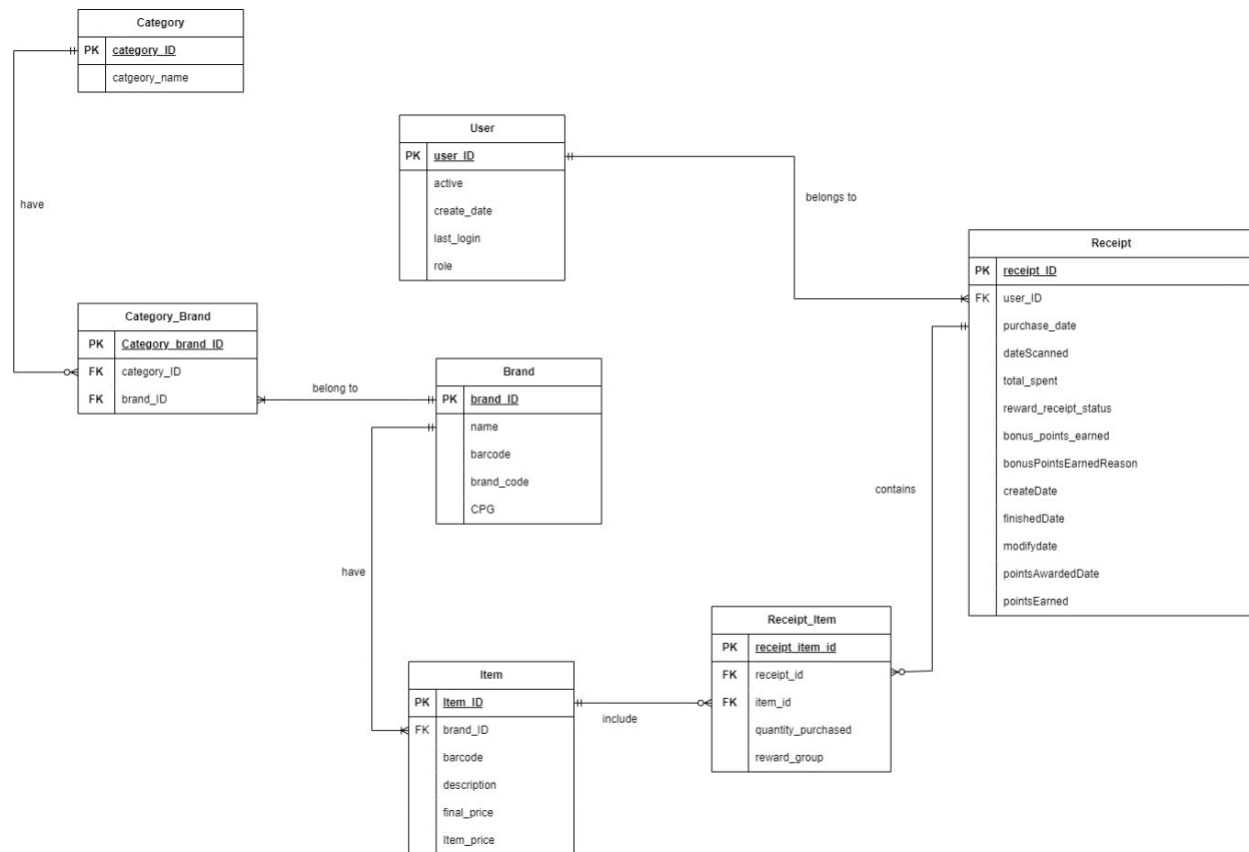 Category
PK category_ID
catgeory_name
have
User
PK user_ID
active
create_date
last_login
role
belongs to
Receipt
PK receipt_ID
FK user_ID
purchase_date
dateScanned
total_spent
reward_receipt_status
bonus_points_earned
bonusPointsEarnedReason
createDate
finishedDate
modifydate
pointsAwardedDate
pointsEarned
Category_Brand
PK Category_brand_ID
FK category_ID
FK brand_ID
belong to
Brand
PK brand_ID
name
barcode
brand_code
CPG
have
contains
Receipt_Item
PK receipt_item_id
FK receipt_id
FK item_id
quantity_purchased
reward_group
include
Item
PK Item_ID
FK brand_ID
barcode
description
final_price
Item_price